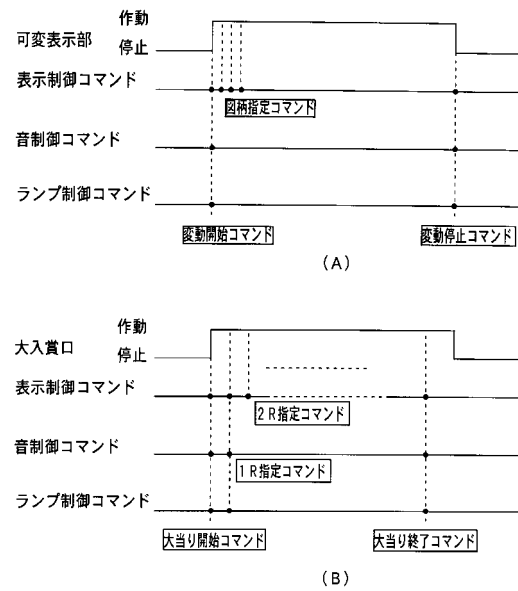 作動
可変表示部
停止
表示制御コマンド
図柄指定コマンド
音制御コマンド
ランプ制御コマンド
変動開始コマンド 変動停止コマンド
(A)
作動
大入賞口
停止
表示制御コマンド
2R指定コマンド
音制御コマンド
1R指定コマンド
ランプ制御コマンド
大当り開始コマンド 大当り終了コマンド
(B)